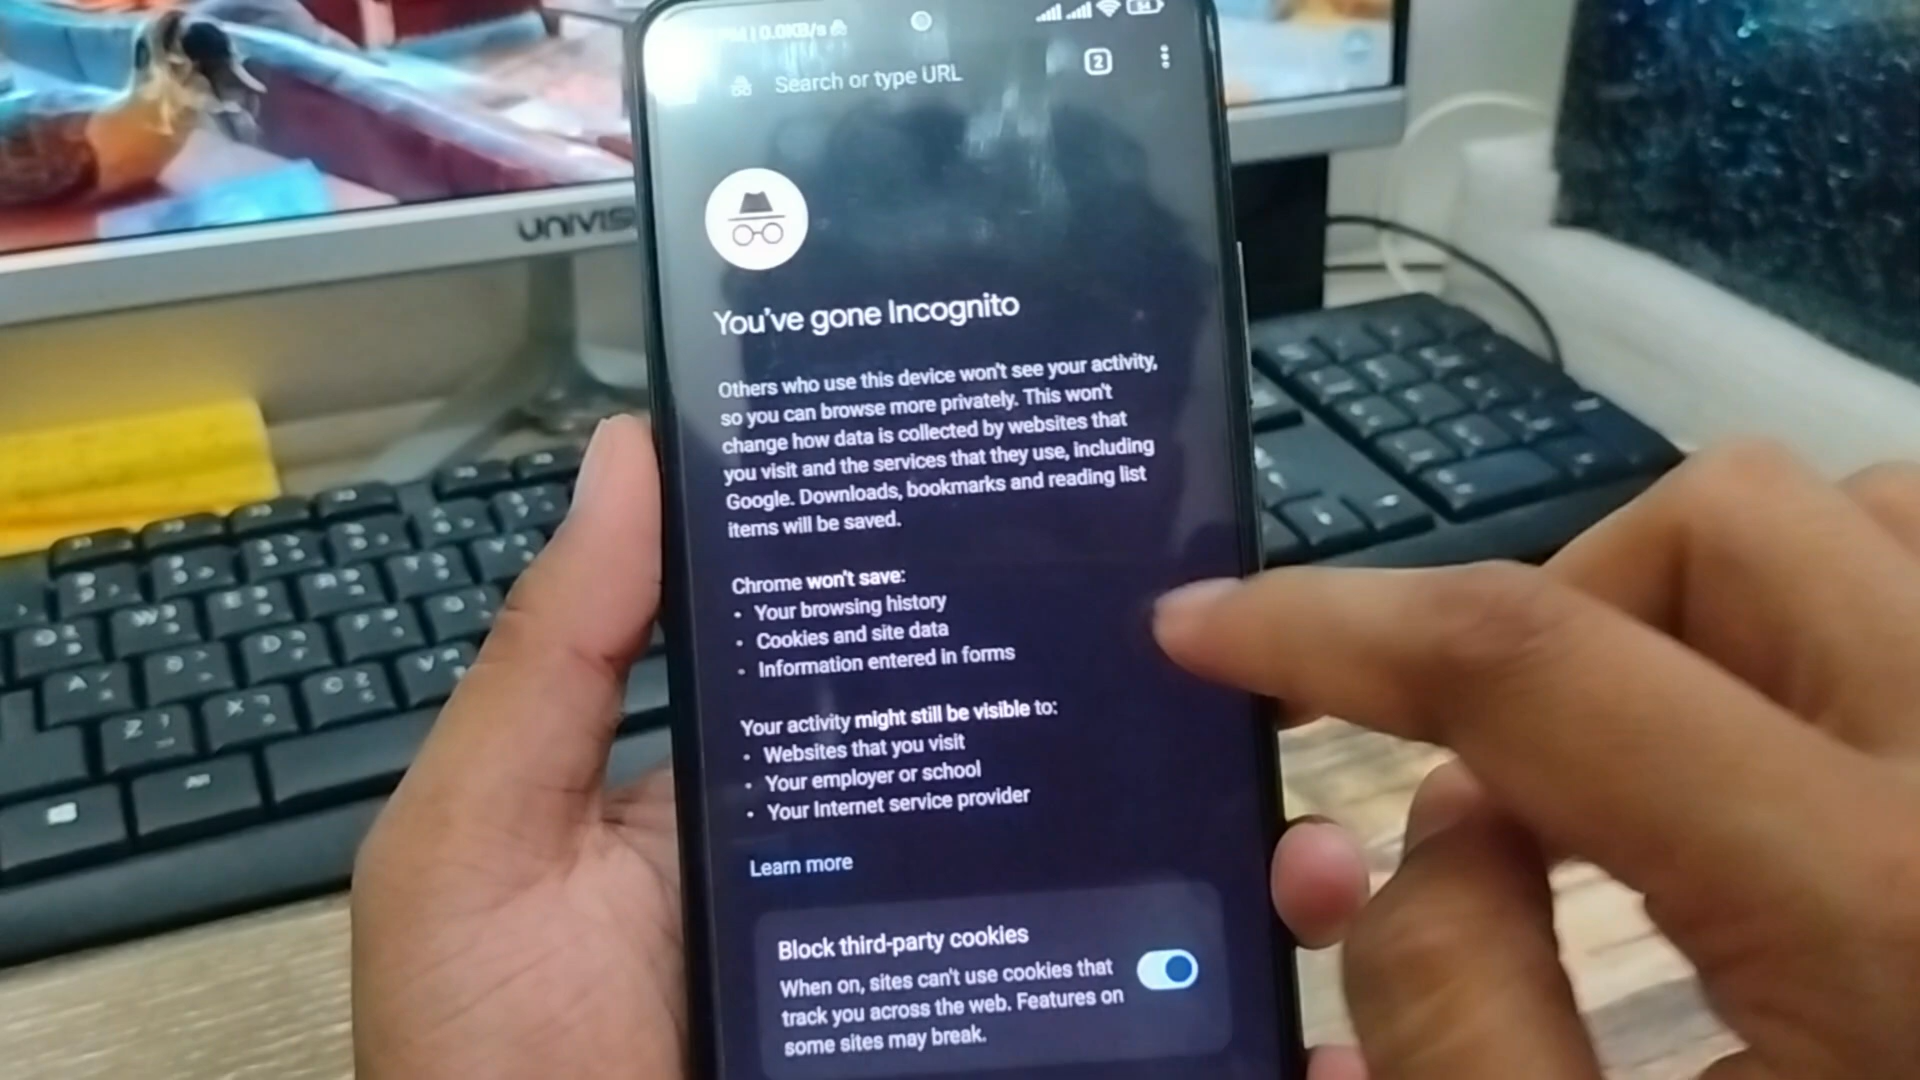 0.0KB/s
54
Search or type URL
2
UNIVIS
You've gone Incognito
Others who use this device won't see your activity,
so you can browse more privately. This won't
change how data is collected by websites that
you visit and the services that they use, including
Google. Downloads, bookmarks and reading list
items will be saved.
Chrome won't save:
• Your browsing history
• Cookies and site data
• Information entered in forms
Your activity might still be visible to:
• Websites that you visit
• Your employer or school
• Your Internet service provider
Learn more
Block third-party cookies
When on, sites can't use cookies that
track you across the web. Features on
some sites may break.